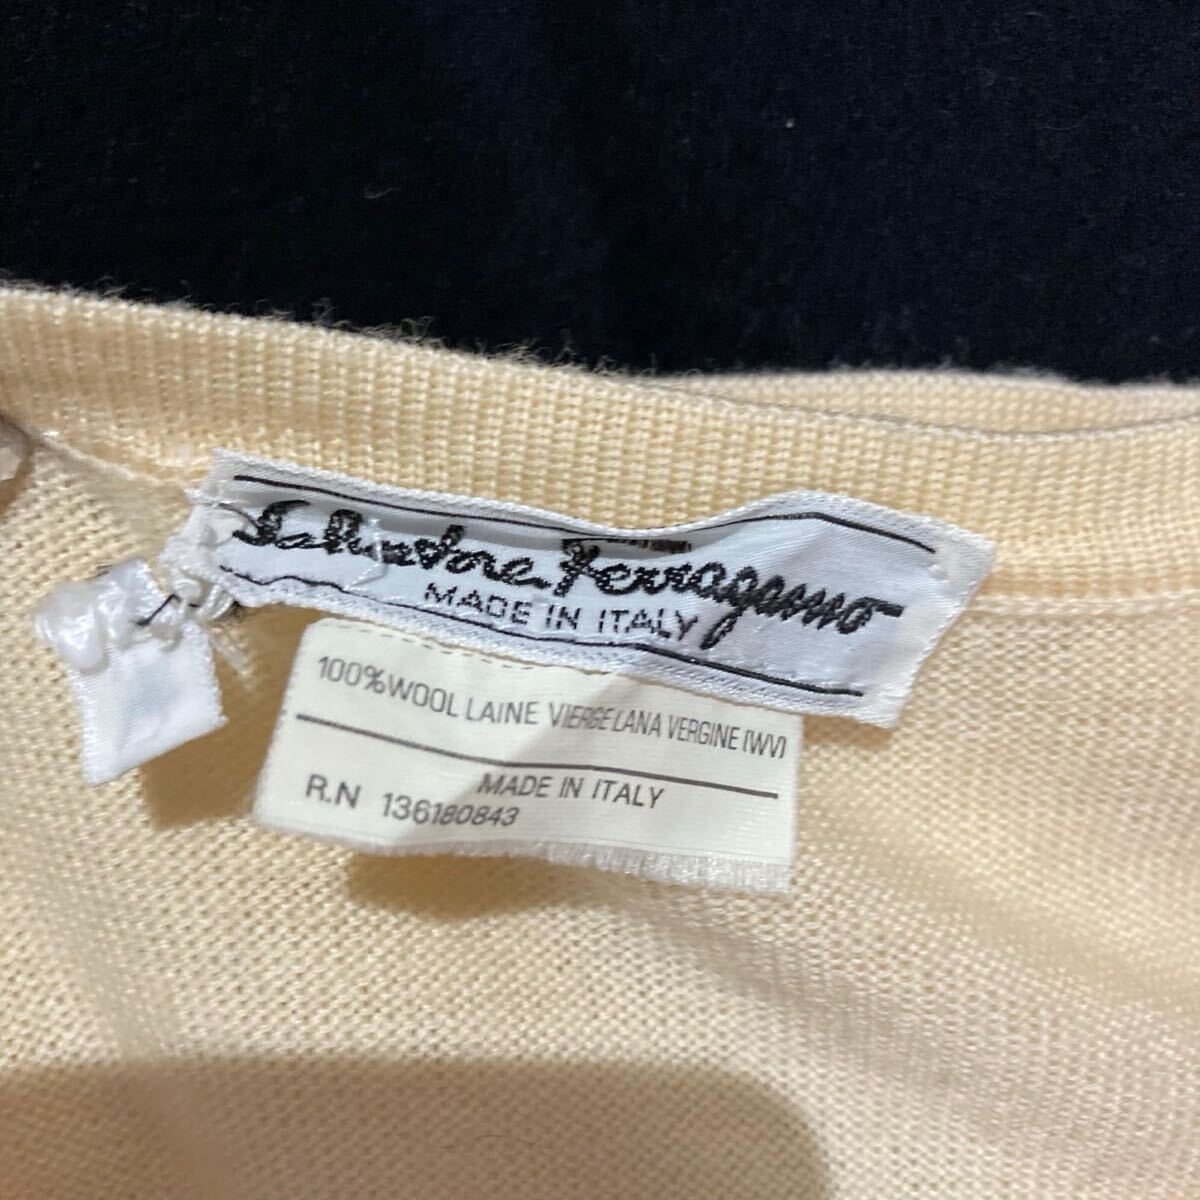 Salvatore Ferragamo
MADE IN ITALY
100% WOOL LAINE VIERGE LANA VERGINE (WV)
MADE IN ITALY
R.N 136180843